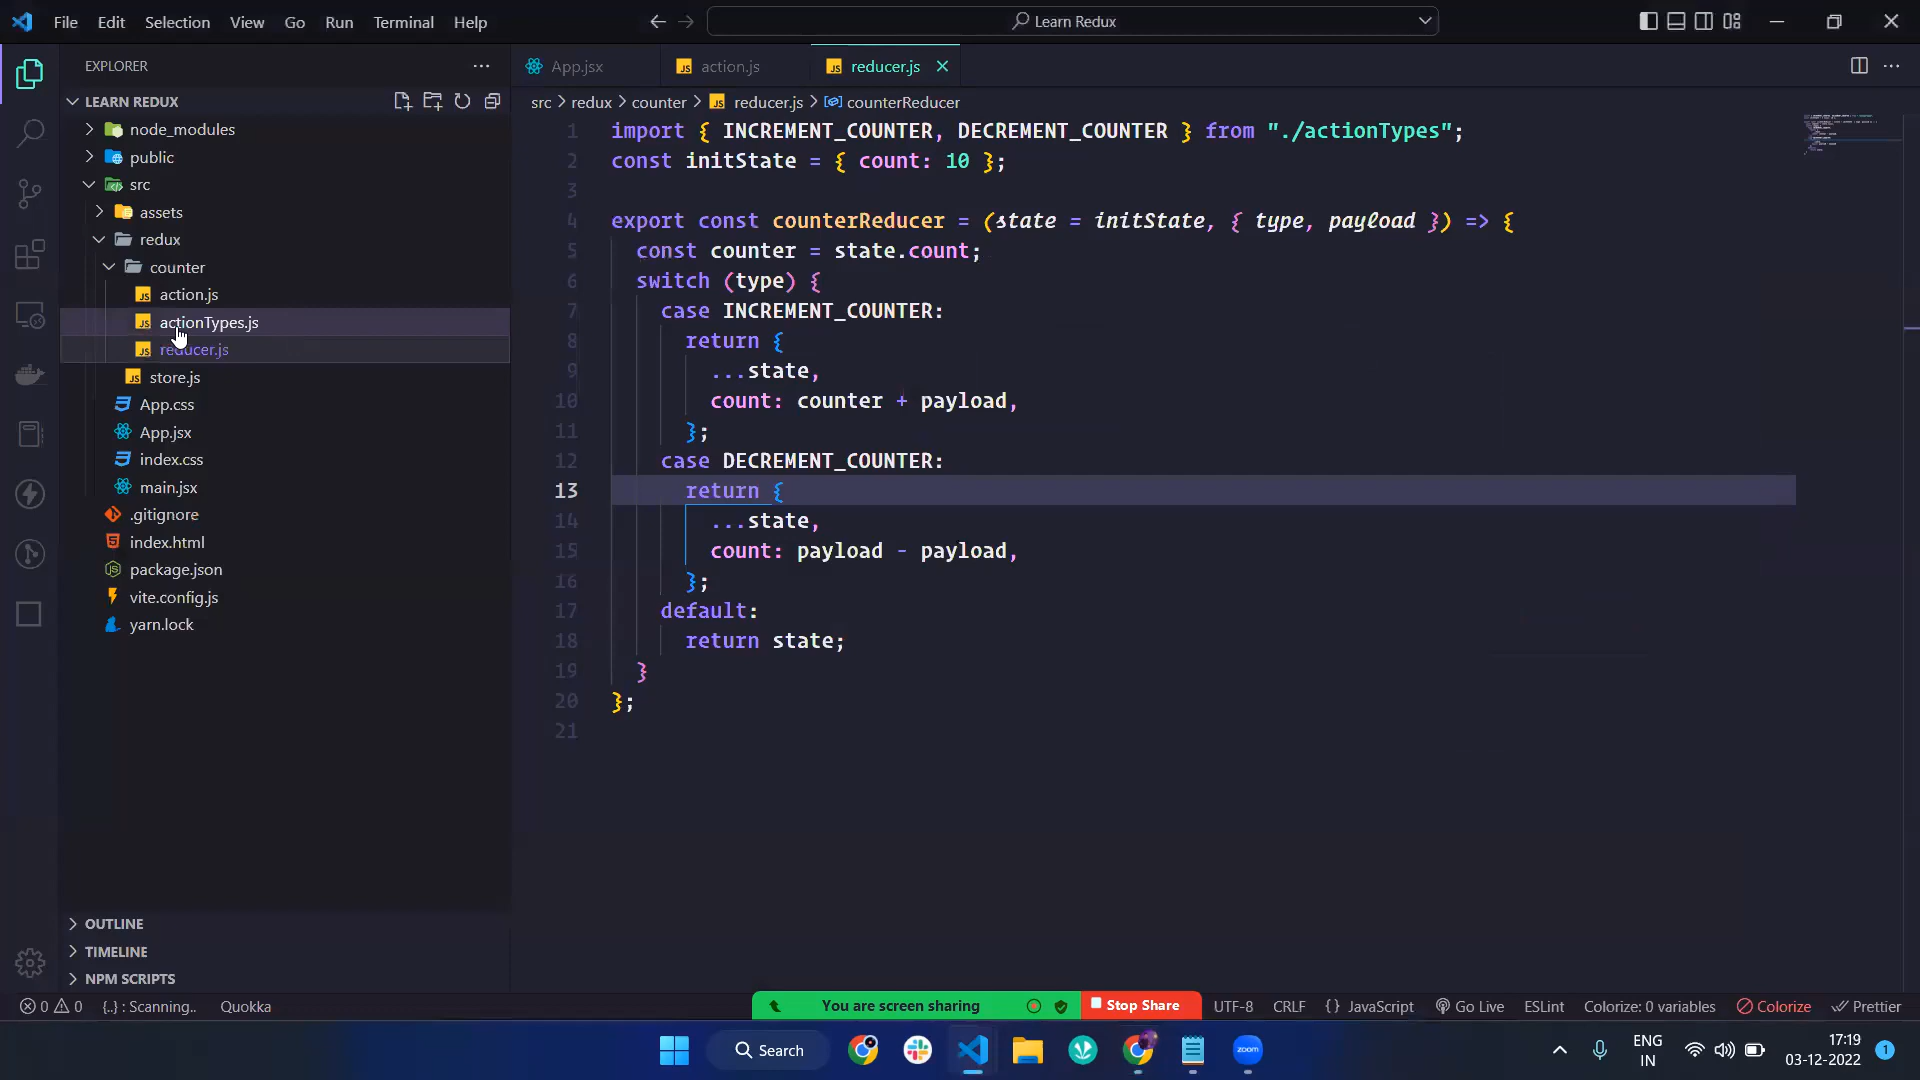 File Edit Selection View Go Run Terminal Help
Learn Redux
EXPLORER
App.jsx
action.js
reducer.js
LEARN REDUX
node_modules
public
src
assets
redux
counter
action.js
actionTypes.js
reducer.js
store.js
App.css
App.jsx
index.css
main.jsx
.gitignore
index.html
package.json
vite.config.js
yarn.lock
OUTLINE
TIMELINE
NPM SCRIPTS
src > redux > counter > JS reducer.js > counterReducer
1 import { INCREMENT_COUNTER, DECREMENT_COUNTER } from "./actionTypes";
2 const initState = { count: 10 };
3
4 export const counterReducer = (state = initState, { type, payload }) => {
5 const counter = state.count;
6 switch (type) {
7 case INCREMENT_COUNTER:
8 return {
9 ...state,
10 count: counter + payload,
11 };
12 case DECREMENT_COUNTER:
13 return {
14 ...state,
15 count: payload - payload,
16 };
17 default:
18 return state;
19 }
20 };
21
0 0 {..} : Scanning.. Quokka
You are screen sharing
Stop Share
UTF-8 CRLF {} JavaScript Go Live ESLint Colorize: 0 variables Colorize Prettier
Search
zoom
ENG
IN
17:19
03-12-2022
1